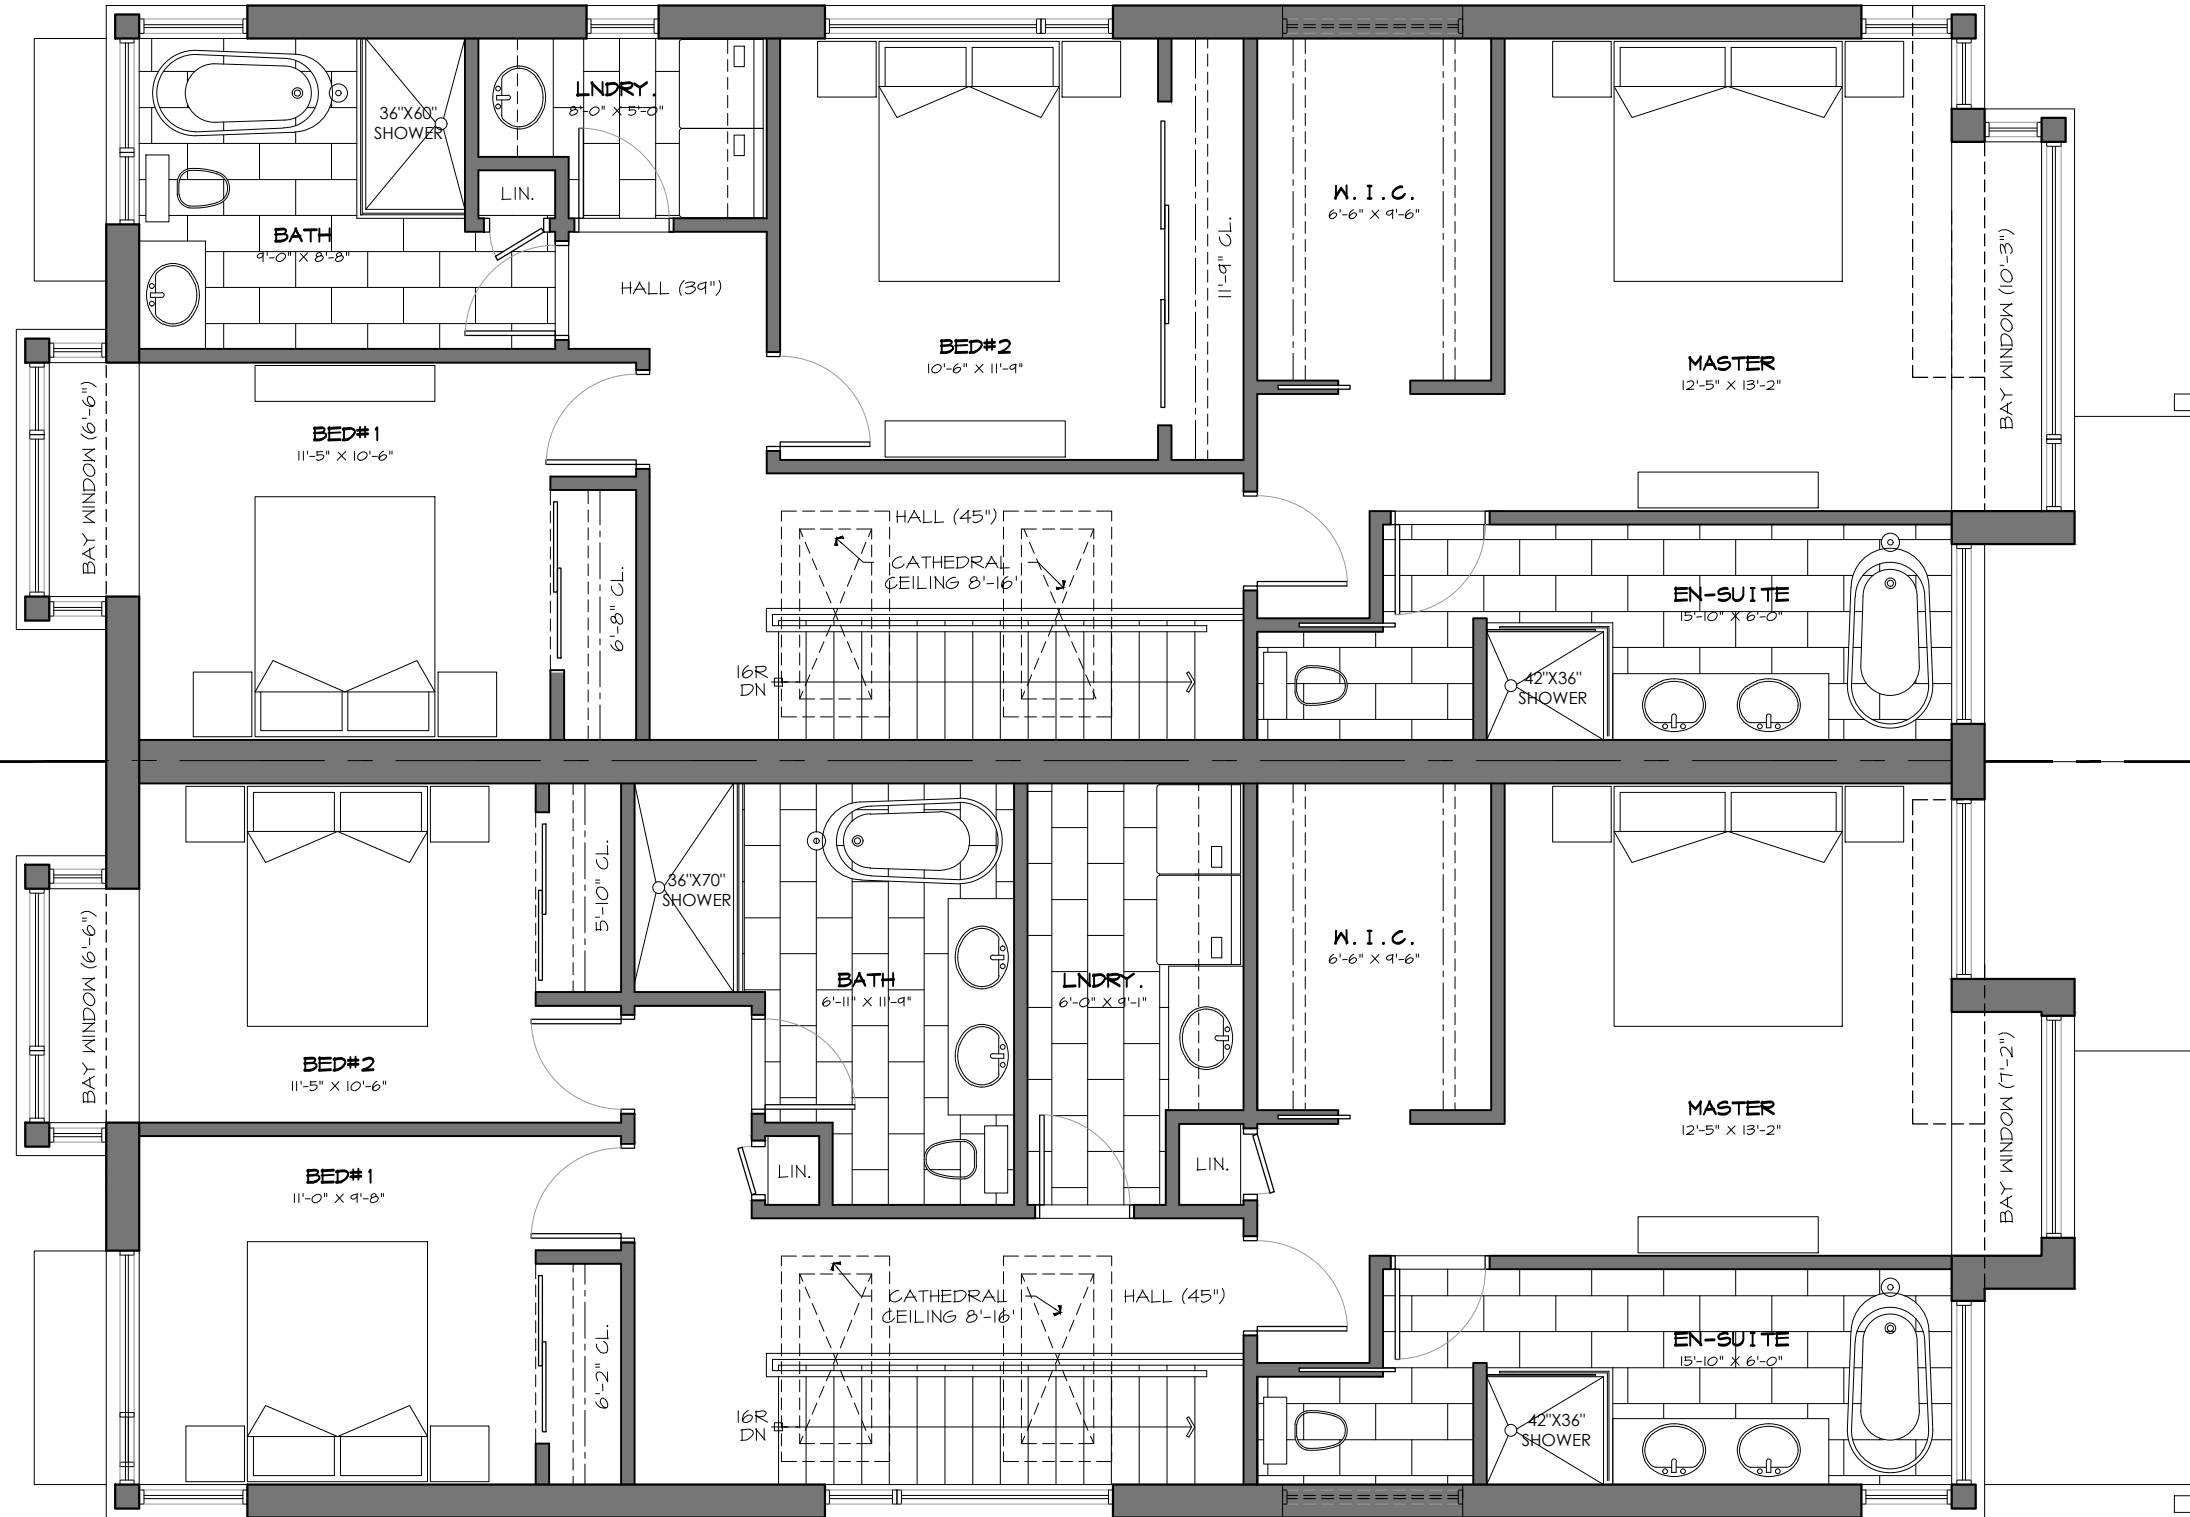 36"X60"
SHOWER
LNDRY.
8'-0" X 5'-0"
LIN.
BATH
9'-0" X 8'-8"
HALL (39")
BED#2
10'-6" X 11'-9"
11'-9" CL.
W.I.C.
6'-6" X 9'-6"
MASTER
12'-5" X 13'-2"
BAY WINDOW (10'-3")
BAY WINDOW (6'-6")
BED#1
11'-5" X 10'-6"
6'-8" CL.
HALL (45")
CATHEDRAL
CEILING 8'-16'
16R
DN
EN-SUITE
15'-10" X 6'-0"
42"X36"
SHOWER
BAY WINDOW (6'-6")
BED#2
11'-5" X 10'-6"
5'-10" CL.
36"X70"
SHOWER
BATH
6'-11" X 11'-9"
LNDRY.
6'-0" X 9'-1"
W.I.C.
6'-6" X 9'-6"
MASTER
12'-5" X 13'-2"
BAY WINDOW (7'-2")
LIN.
LIN.
BED#1
11'-0" X 9'-8"
6'-2" CL.
CATHEDRAL
CEILING 8'-16'
HALL (45")
16R
DN
EN-SUITE
15'-10" X 6'-0"
42"X36"
SHOWER